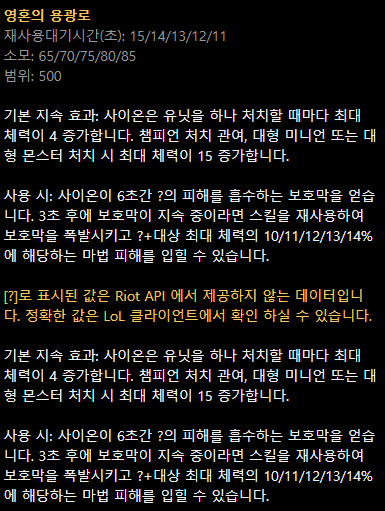 영혼의 용광로
재사용대기시간(초): 15/14/13/12/11
소모: 65/70/75/80/85
범위: 500
기본 지속 효과: 사이온은 유닛을 하나 처치할 때마다 최대
체력이 4 증가합니다. 챔피언 처치 관여, 대형 미니언 또는 대
형 몬스터 처치 시 최대 체력이 15 증가합니다.
사용 시: 사이온이 6초간 ?의 피해를 흡수하는 보호막을 얻습
니다. 3초 후에 보호막이 지속 중이라면 스킬을 재사용하여
보호막을 폭발시키고 ?+대상 최대 체력의 10/11/12/13/14%
에 해당하는 마법 피해를 입힐 수 있습니다.
[?]로 표시된 값은 Riot API 에서 제공하지 않는 데이터입니
다. 정확한 값은 LoL 클라이언트에서 확인 하실 수 있습니다.
기본 지속 효과: 사이온은 유닛을 하나 처치할 때마다 최대
체력이 4 증가합니다. 챔피언 처치 관여, 대형 미니언 또는 대
형 몬스터 처치 시 최대 체력이 15 증가합니다.
사용 시: 사이온이 6초간 ?의 피해를 흡수하는 보호막을 얻습
니다. 3초 후에 보호막이 지속 중이라면 스킬을 재사용하여
보호막을 폭발시키고 ?+대상 최대 체력의 10/11/12/13/14%
에 해당하는 마법 피해를 입힐 수 있습니다.